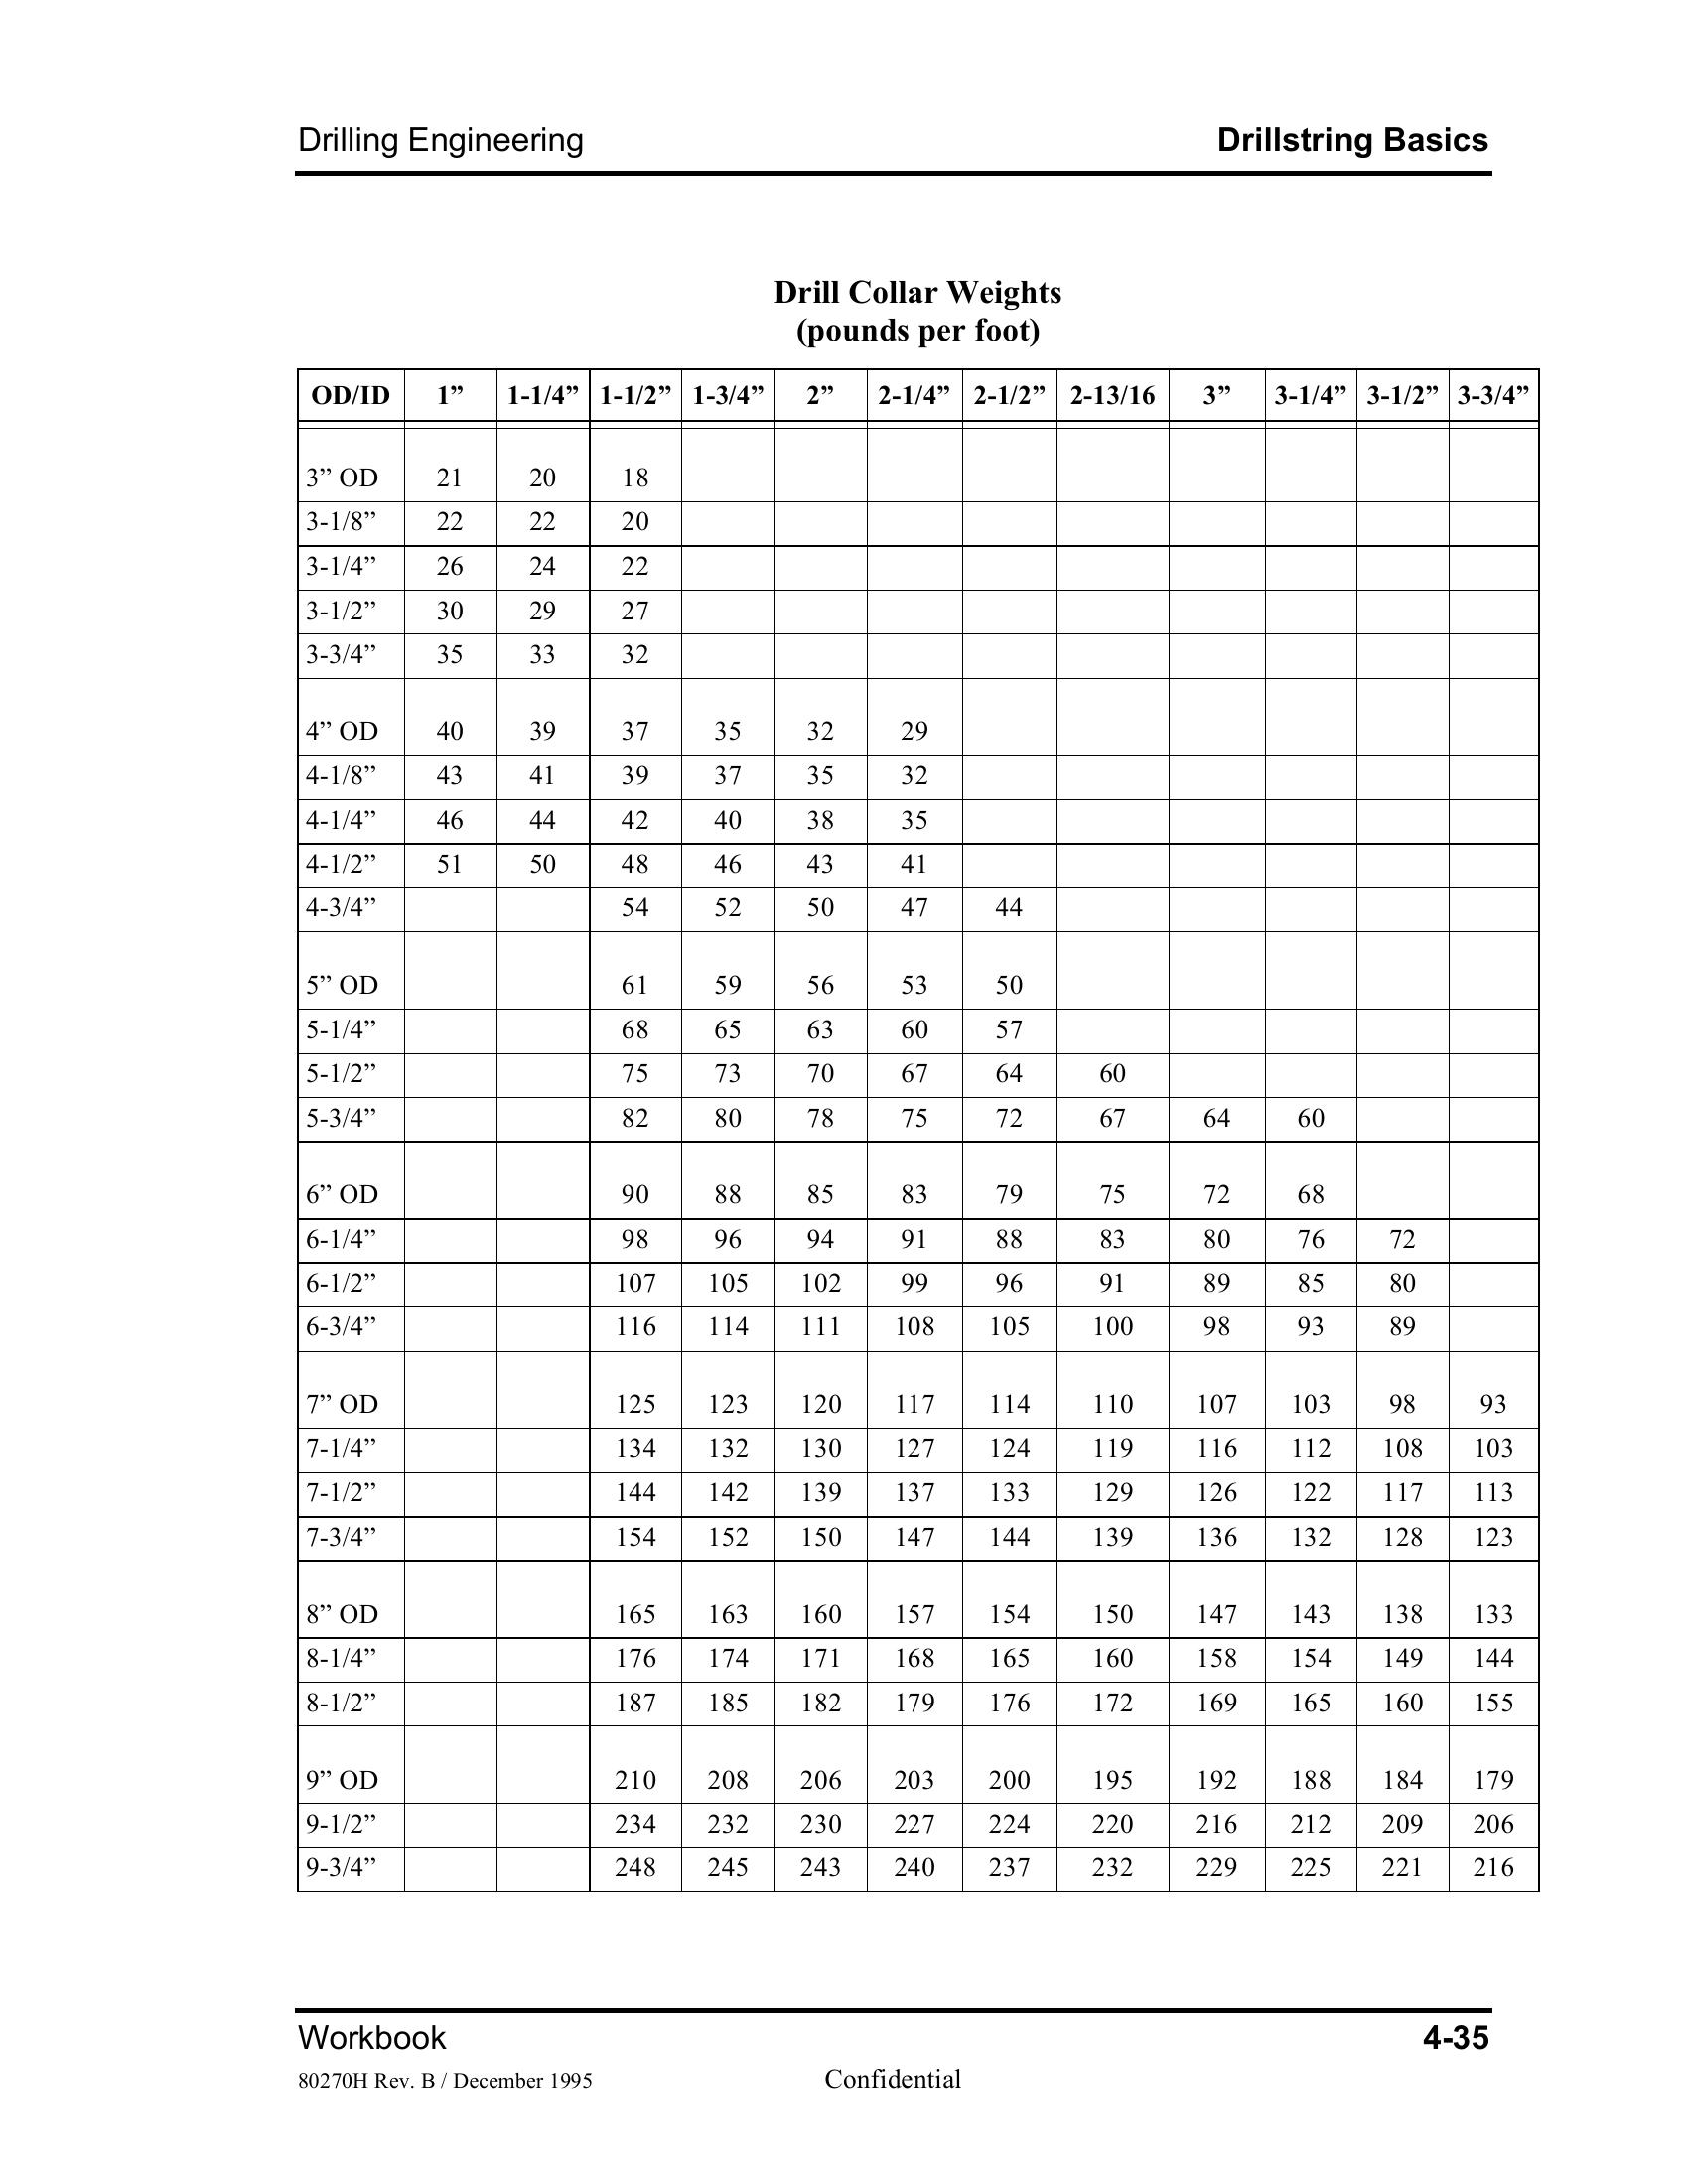 Drilling Engineering Drillstring Basics
Drill Collar Weights
(pounds per foot)
OD/ID 1” 1-1/4” 1-1/2” 1-3/4” 2” 2-1/4” 2-1/2” 2-13/16 3” 3-1/4” 3-1/2” 3-3/4”
3” OD 21 20 18
3-1/8” 22 22 20
3-1/4” 26 24 22
3-1/2” 30 29 27
3-3/4” 35 33 32
4” OD 40 39 37 35 32 29
4-1/8” 43 41 39 37 35 32
4-1/4” 46 44 42 40 38 35
4-1/2” 51 50 48 46 43 41
4-3/4” 54 52 50 47 44
5” OD 61 59 56 53 50
5-1/4” 68 65 63 60 57
5-1/2” 75 73 70 67 64 60
5-3/4” 82 80 78 75 72 67 64 60
6” OD 90 88 85 83 79 75 72 68
6-1/4” 98 96 94 91 88 83 80 76 72
6-1/2” 107 105 102 99 96 91 89 85 80
6-3/4” 116 114 111 108 105 100 98 93 89
7” OD 125 123 120 117 114 110 107 103 98 93
7-1/4” 134 132 130 127 124 119 116 112 108 103
7-1/2” 144 142 139 137 133 129 126 122 117 113
7-3/4” 154 152 150 147 144 139 136 132 128 123
8” OD 165 163 160 157 154 150 147 143 138 133
8-1/4” 176 174 171 168 165 160 158 154 149 144
8-1/2” 187 185 182 179 176 172 169 165 160 155
9” OD 210 208 206 203 200 195 192 188 184 179
9-1/2” 234 232 230 227 224 220 216 212 209 206
9-3/4” 248 245 243 240 237 232 229 225 221 216
Workbook 4-35
80270H Rev. B / December 1995 Confidential